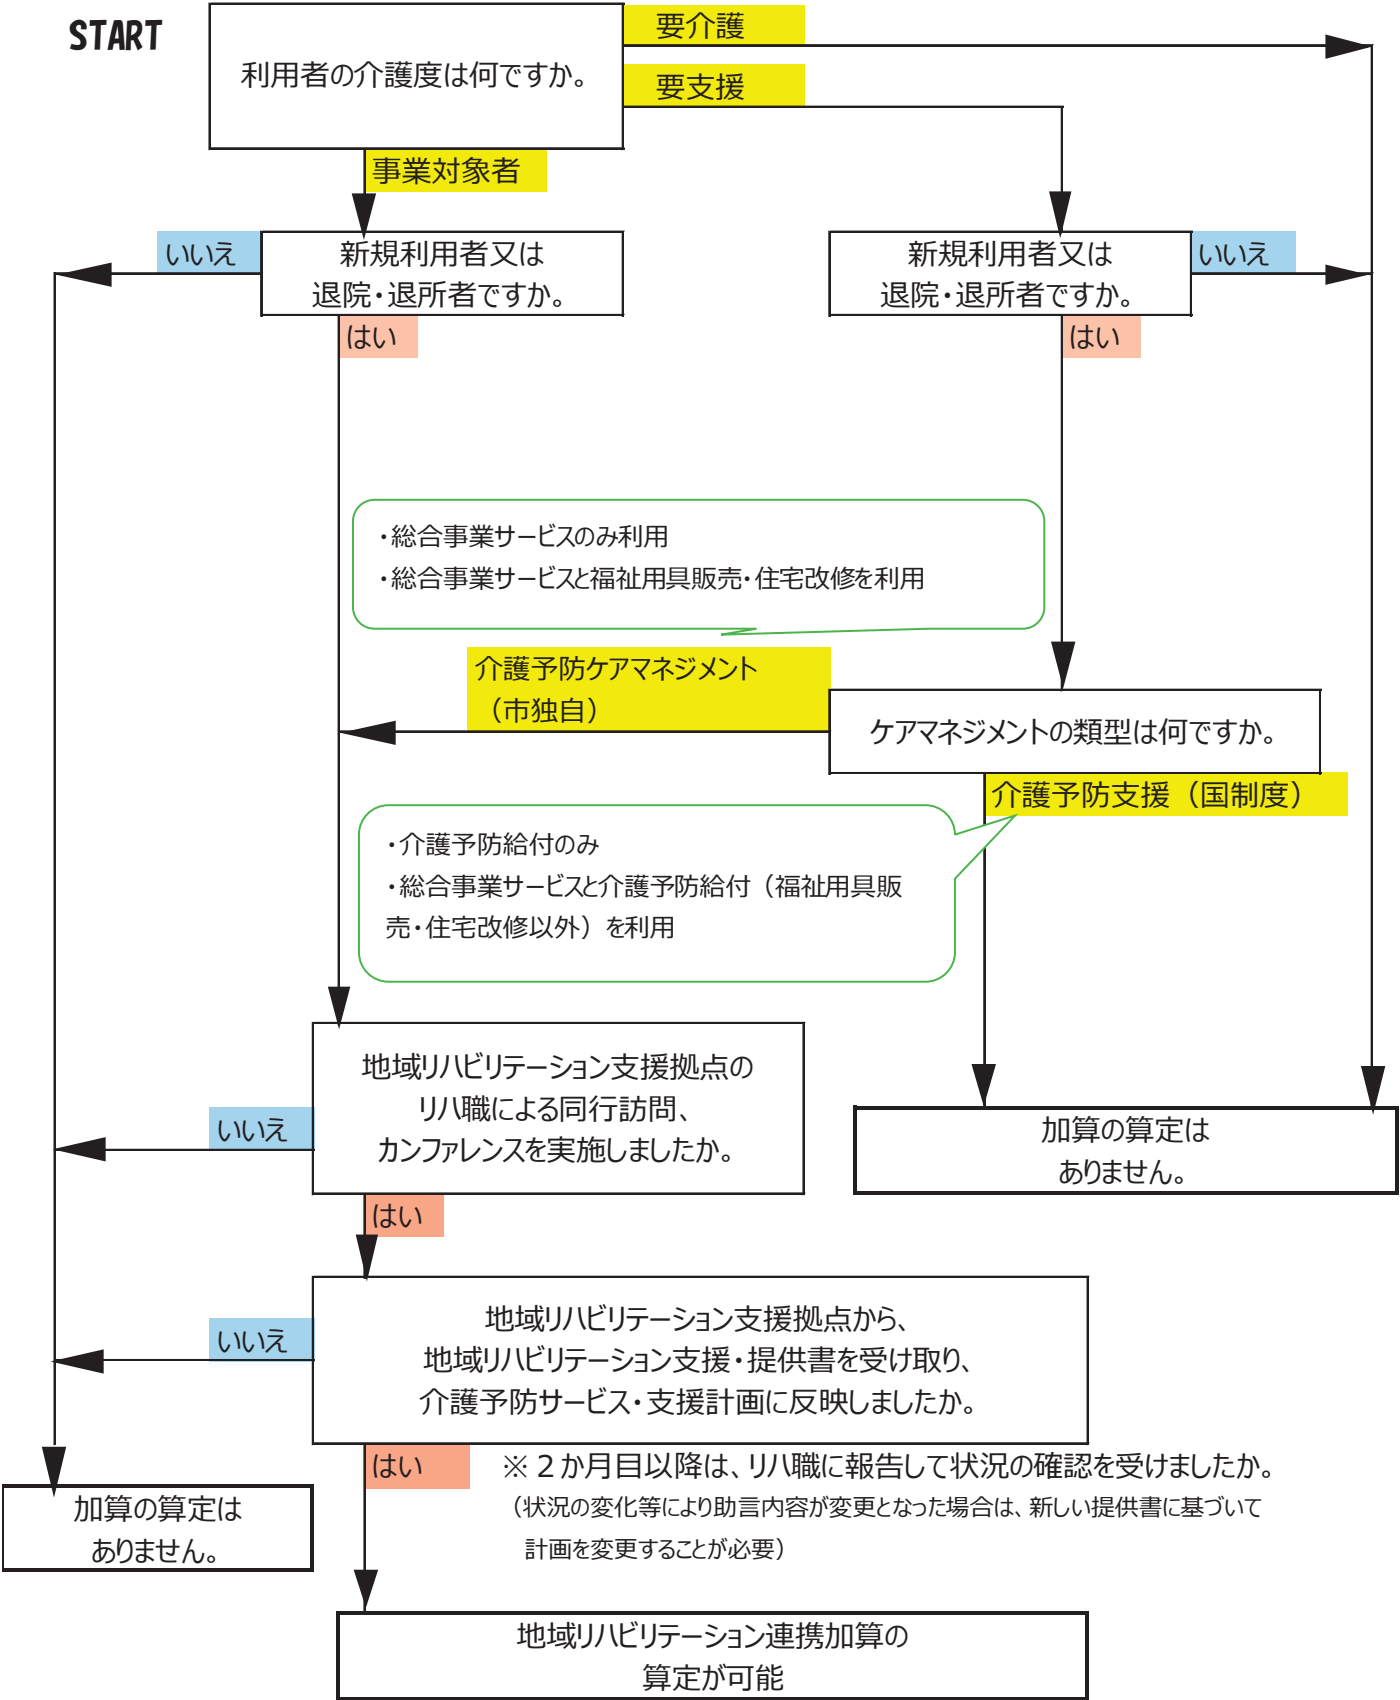 START
利用者の介護度は何ですか。
要介護
要支援
事業対象者
いいえ
新規利用者又は
退院・退所者ですか。
はい
新規利用者又は
退院・退所者ですか。
いいえ
はい
・総合事業サービスのみ利用
・総合事業サービスと福祉用具販売・住宅改修を利用
介護予防ケアマネジメント
（市独自）
ケアマネジメントの類型は何ですか。
介護予防支援（国制度）
・介護予防給付のみ
・総合事業サービスと介護予防給付（福祉用具販
売・住宅改修以外）を利用
地域リハビリテーション支援拠点の
リハ職による同行訪問、
カンファレンスを実施しましたか。
いいえ
はい
加算の算定は
ありません。
地域リハビリテーション支援拠点から、
地域リハビリテーション支援・提供書を受け取り、
介護予防サービス・支援計画に反映しましたか。
いいえ
はい
※２か月目以降は、リハ職に報告して状況の確認を受けましたか。
（状況の変化等により助言内容が変更となった場合は、新しい提供書に基づいて
計画を変更することが必要）
加算の算定は
ありません。
地域リハビリテーション連携加算の
算定が可能